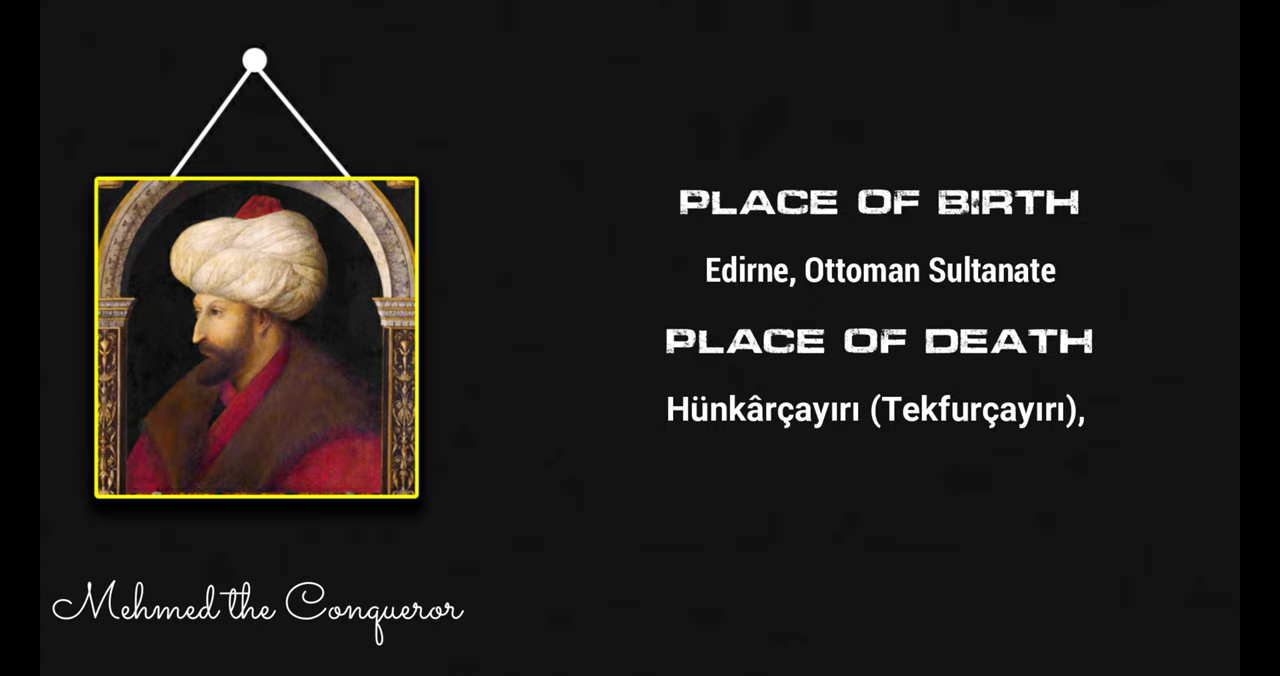 PLACE OF BIRTH
Edirne, Ottoman Sultanate
PLACE OF DEATH
Hünkârçayırı (Tekfurçayırı),
Mehmed the Conqueror